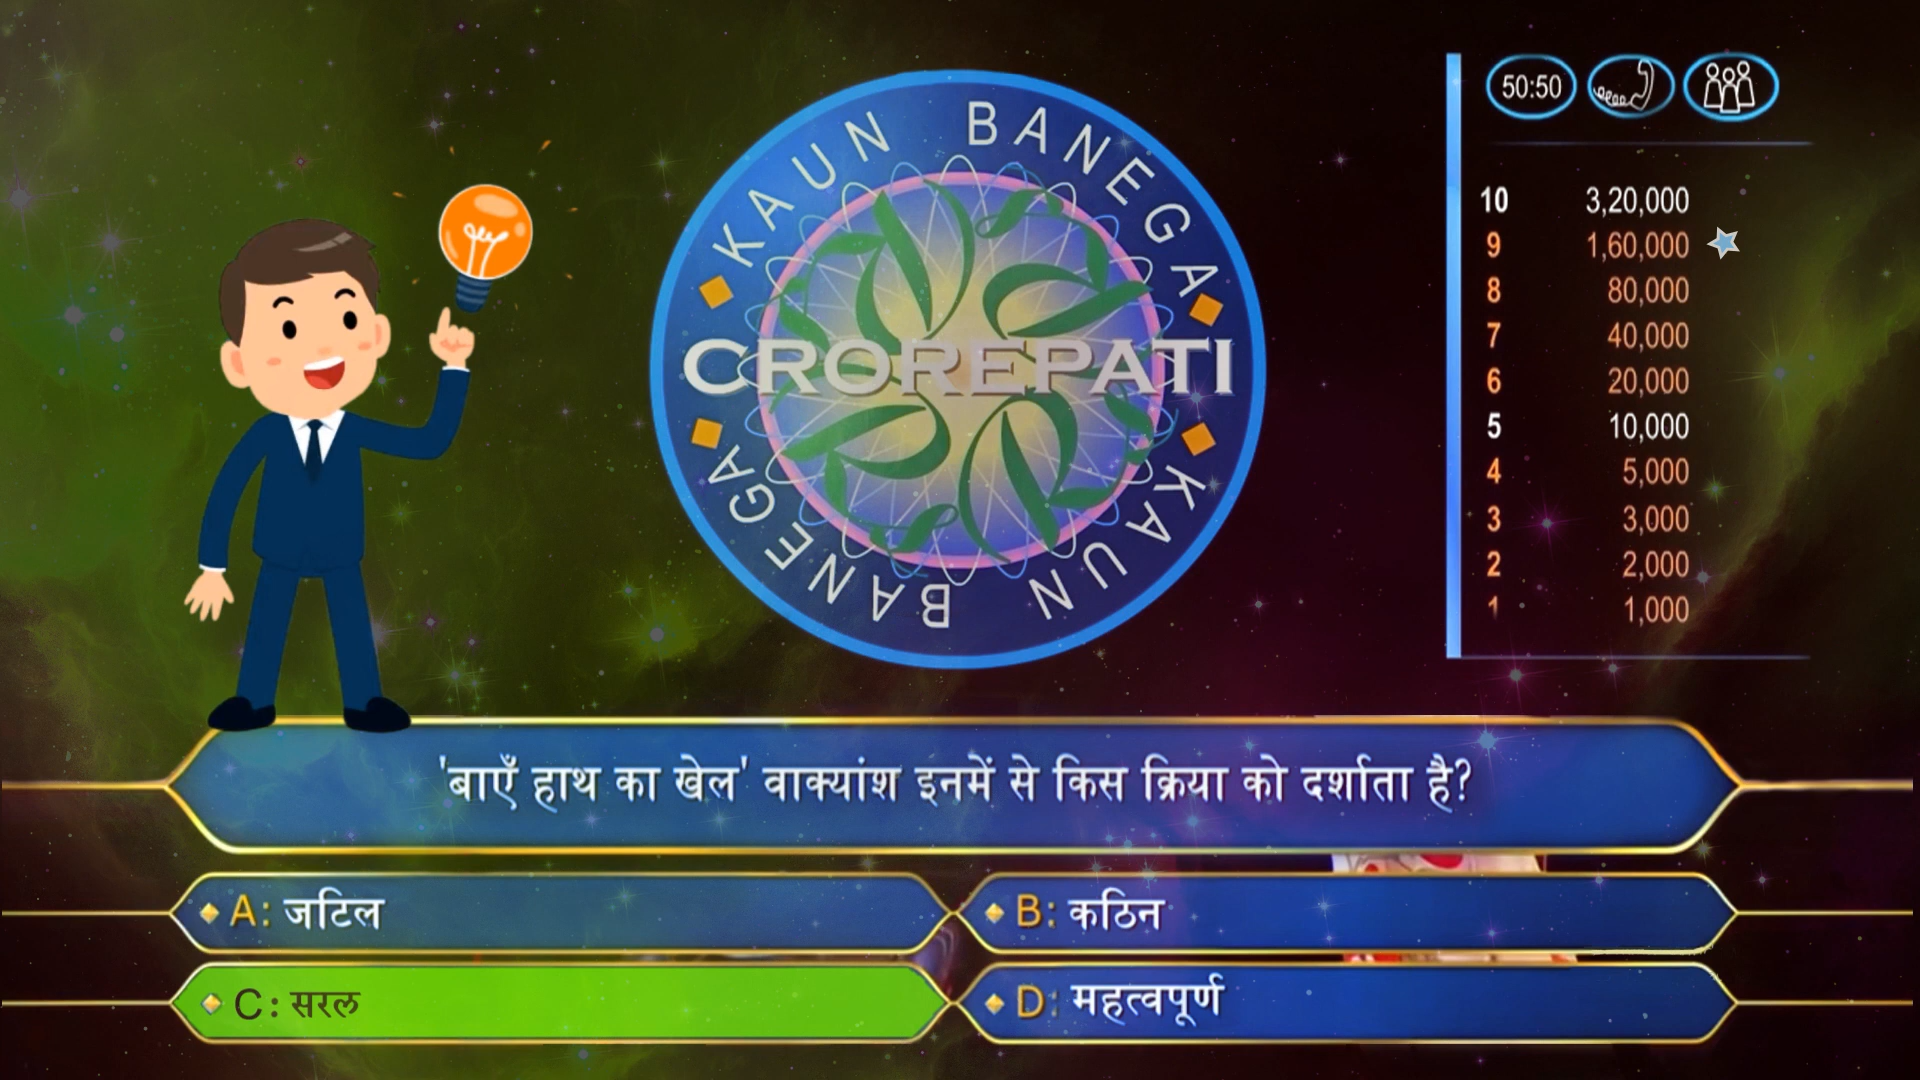 KAUN BANEGA
CROREPATI
KAUN BANEGA
50:50
10 3,20,000
9 1,60,000
8 80,000
7 40,000
6 20,000
5 10,000
4 5,000
3 3,000
2 2,000
1 1,000
'बाएँ हाथ का खेल' वाक्यांश इनमें से किस क्रिया को दर्शाता है?
A: जटिल
B: कठिन
C: सरल
D: महत्वपूर्ण